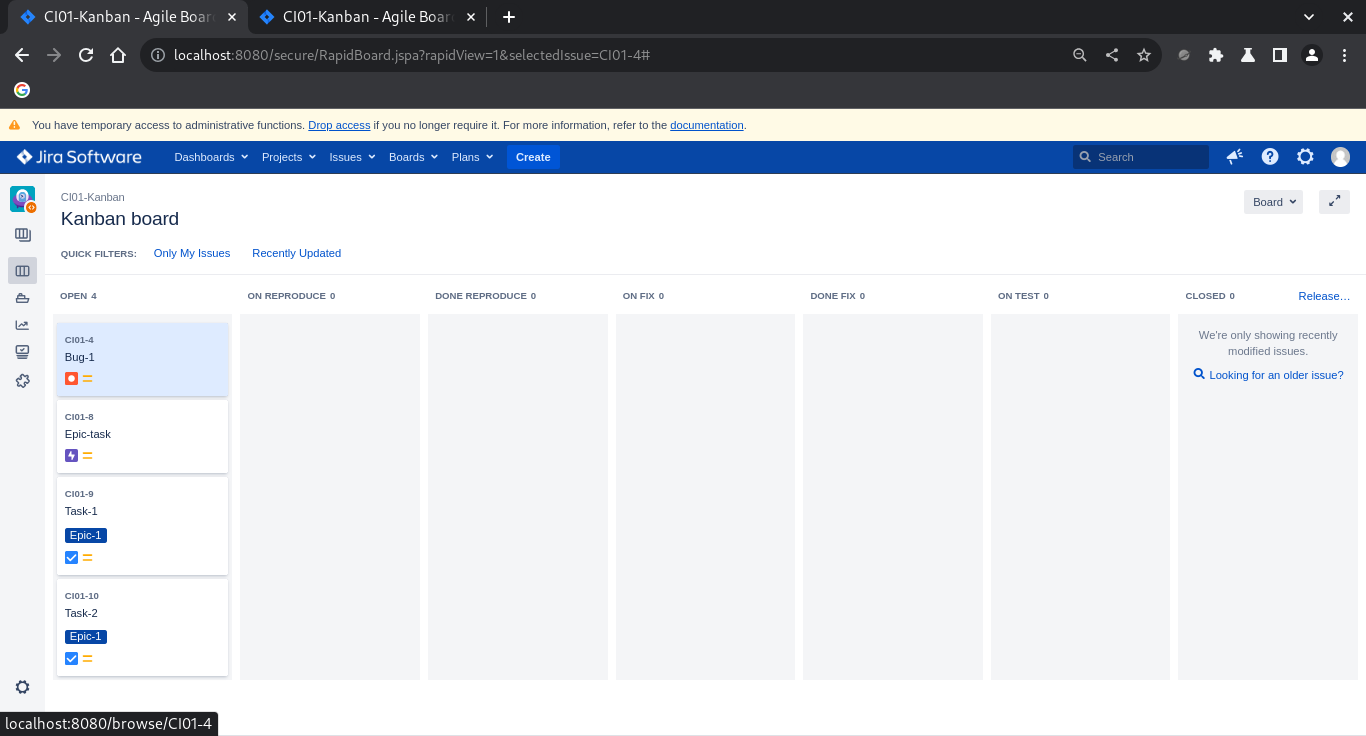 CI01-Kanban - Agile Boar
CI01-Kanban - Agile Boar
localhost:8080/secure/RapidBoard.jspa?rapidView=1&selectedIssue=CI01-4#
You have temporary access to administrative functions. Drop access if you no longer require it. For more information, refer to the documentation.
Jira Software
Dashboards
Projects
Issues
Boards
Plans
Create
Search
CI01-Kanban
Kanban board
Board
QUICK FILTERS:
Only My Issues
Recently Updated
OPEN 4
ON REPRODUCE 0
DONE REPRODUCE 0
ON FIX 0
DONE FIX 0
ON TEST 0
CLOSED 0
Release...
CI01-4
Bug-1
CI01-8
Epic-task
CI01-9
Task-1
Epic-1
CI01-10
Task-2
Epic-1
We're only showing recently
modified issues.
Looking for an older issue?
localhost:8080/browse/CI01-4